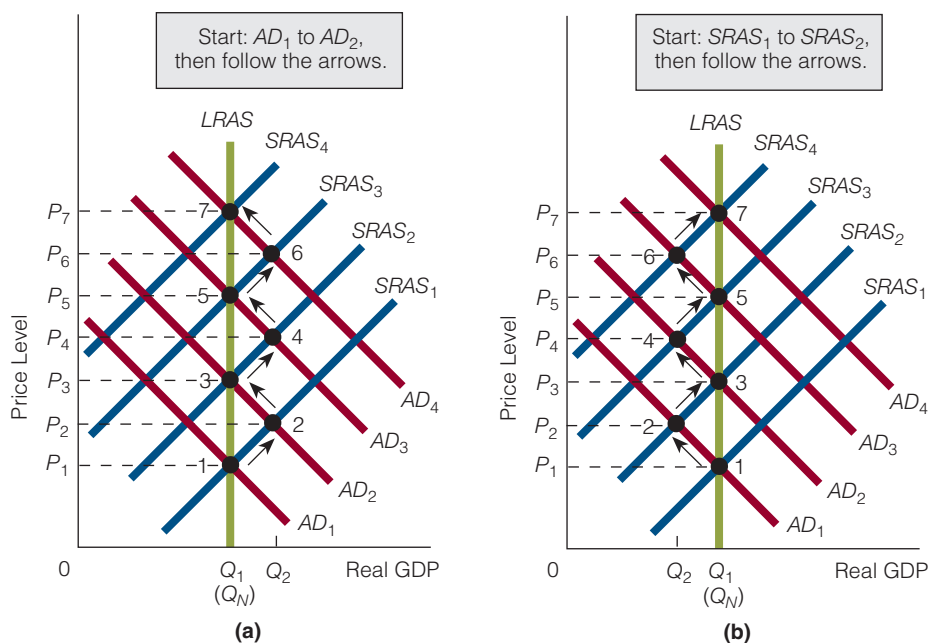 Start: AD1 to AD2,
then follow the arrows.
LRAS
SRAS4
SRAS3
SRAS2
SRAS1
P7
P6
P5
P4
P3
P2
P1
7
6
5
4
3
2
1
AD4
AD3
AD2
AD1
Price Level
0
Q1
(QN)
Q2
Real GDP
(a)
Start: SRAS1 to SRAS2,
then follow the arrows.
LRAS
SRAS4
SRAS3
SRAS2
SRAS1
P7
P6
P5
P4
P3
P2
P1
7
6
5
4
3
2
1
AD4
AD3
AD2
AD1
Price Level
0
Q2
Q1
(QN)
Real GDP
(b)